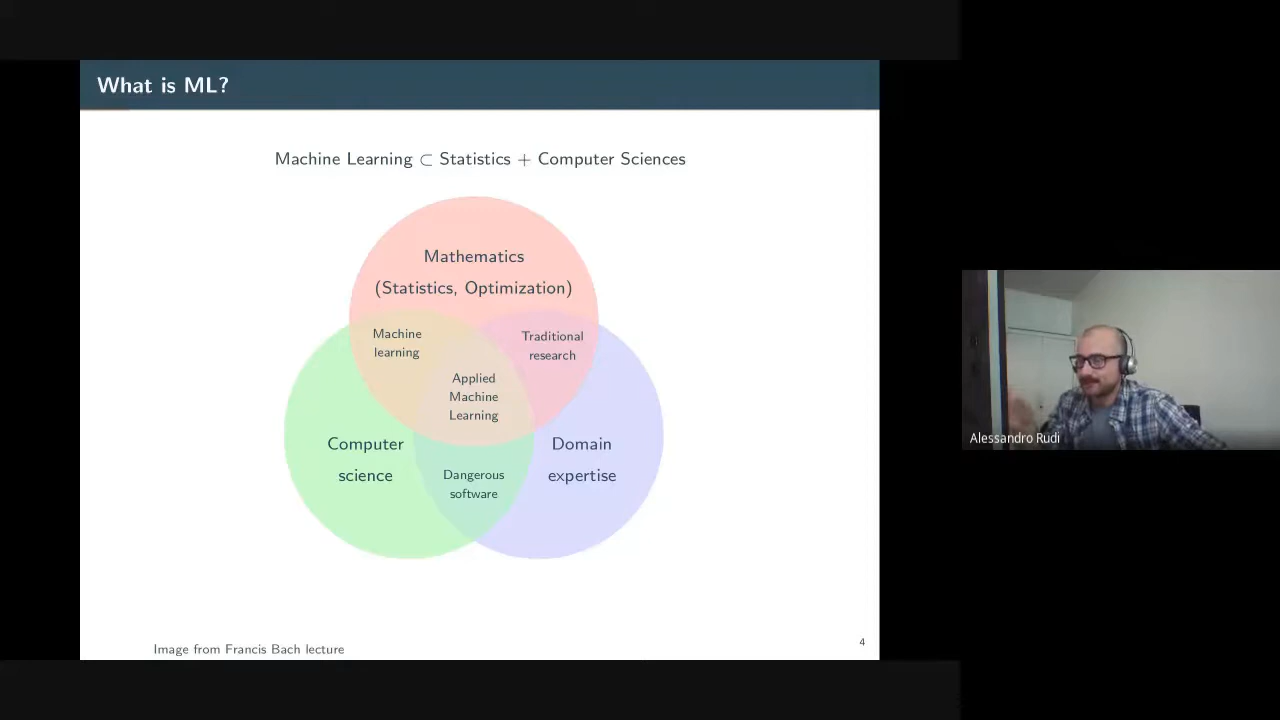 What is ML?
Machine Learning ⊂ Statistics + Computer Sciences
Mathematics
(Statistics, Optimization)
Machine
learning
Traditional
research
Applied
Machine
Learning
Computer
science
Domain
expertise
Dangerous
software
Image from Francis Bach lecture
4
Alessandro Rudi